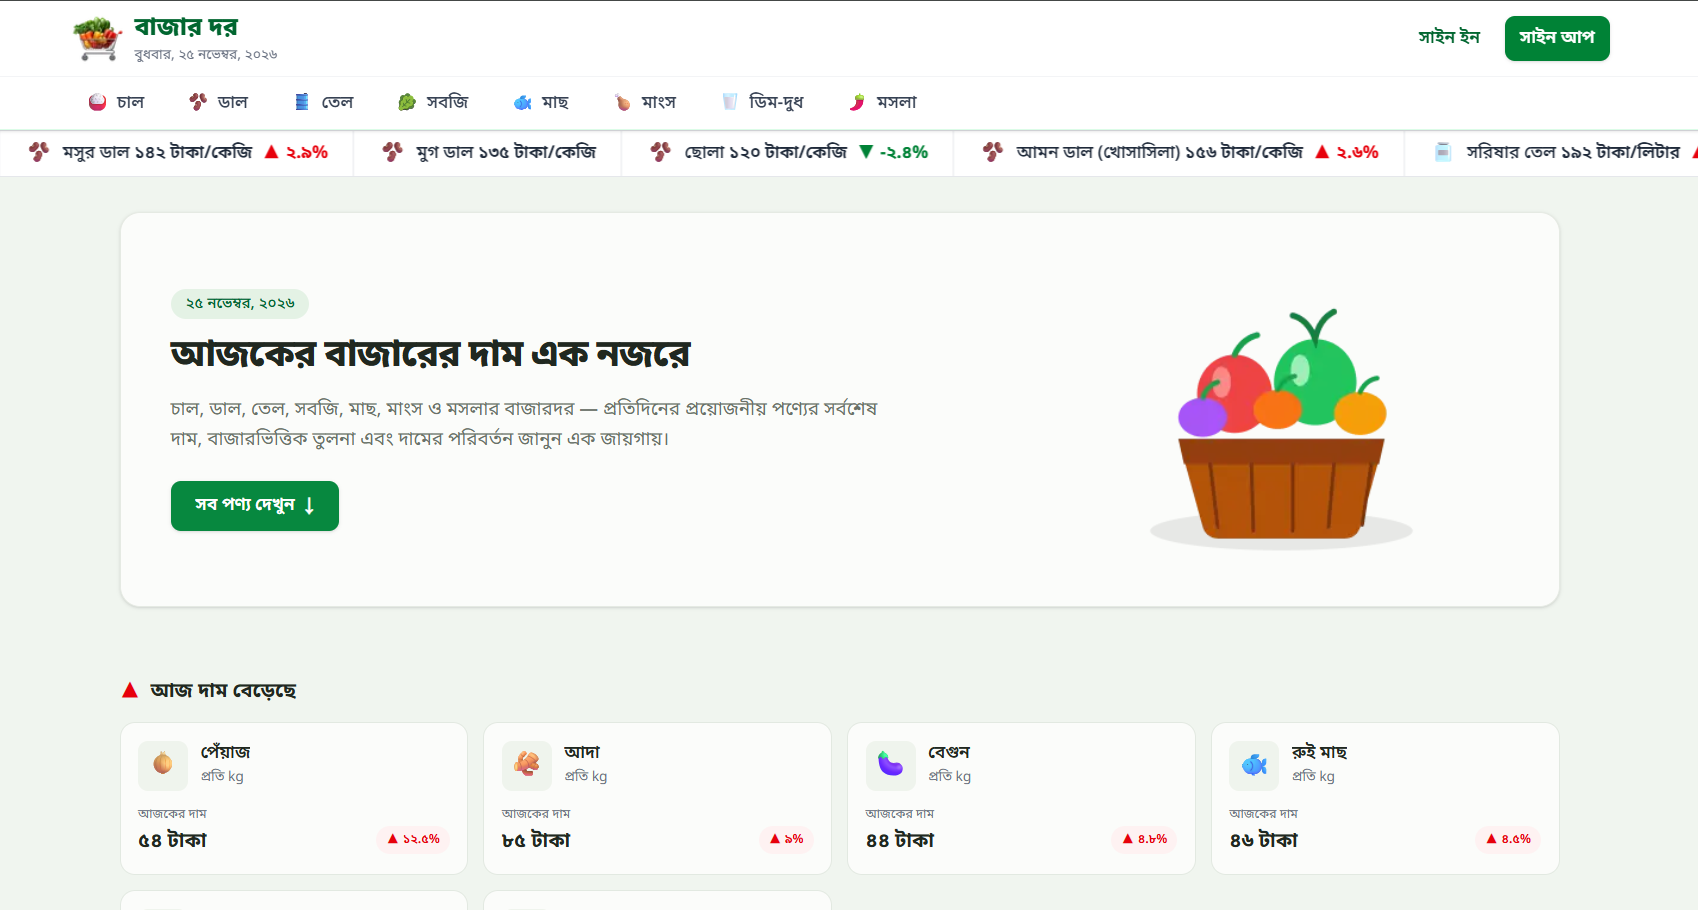 বাজার দর
বুধবার, ২৫ নভেম্বর, ২০২৬
সাইন ইন
সাইন আপ
চাল
ডাল
তেল
সবজি
মাছ
মাংস
ডিম-দুধ
মসলা
মসুর ডাল ১৪২ টাকা/কেজি ▲ ২.৯%
মুগ ডাল ১৩৫ টাকা/কেজি
ছোলা ১২০ টাকা/কেজি ▼ -২.৪%
আমন ডাল (খোসাসিলা) ১৫৬ টাকা/কেজি ▲ ২.৬%
সরিষার তেল ১৯২ টাকা/লিটার
২৫ নভেম্বর, ২০২৬
আজকের বাজারের দাম এক নজরে
চাল, ডাল, তেল, সবজি, মাছ, মাংস ও মসলার বাজারদর — প্রতিদিনের প্রয়োজনীয় পণ্যের সর্বশেষ
দাম, বাজারভিত্তিক তুলনা এবং দামের পরিবর্তন জানুন এক জায়গায়।
সব পণ্য দেখুন ↓
▲ আজ দাম বেড়েছে
পেঁয়াজ
প্রতি kg
আজকের দাম
৫৪ টাকা
▲ ১২.৫%
আদা
প্রতি kg
আজকের দাম
৮৫ টাকা
▲ ৯%
বেগুন
প্রতি kg
আজকের দাম
৪৪ টাকা
▲ ৪.৮%
রুই মাছ
প্রতি kg
আজকের দাম
৪৬ টাকা
▲ ৪.৫%